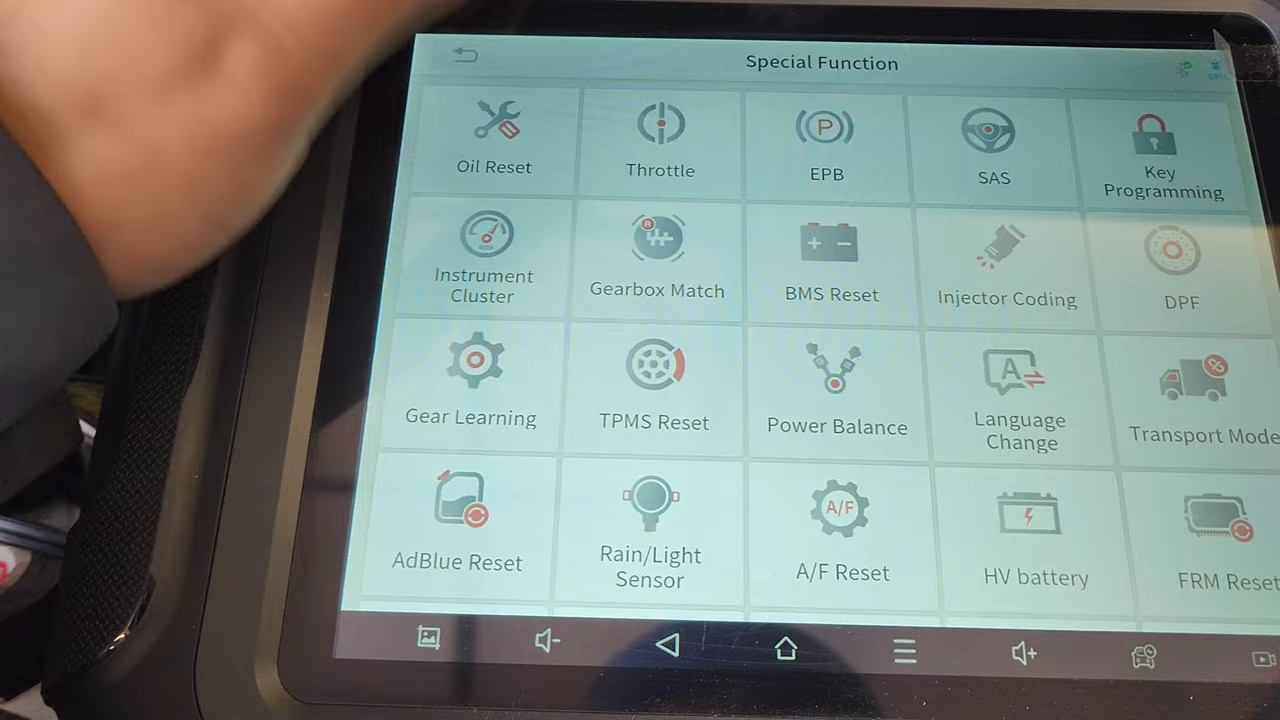 Special Function
Oil Reset
Throttle
EPB
SAS
Key
Programming
Instrument
Cluster
Gearbox Match
BMS Reset
Injector Coding
DPF
Gear Learning
TPMS Reset
Power Balance
Language
Change
Transport Mode
AdBlue Reset
Rain/Light
Sensor
A/F
A/F Reset
HV battery
FRM Reset